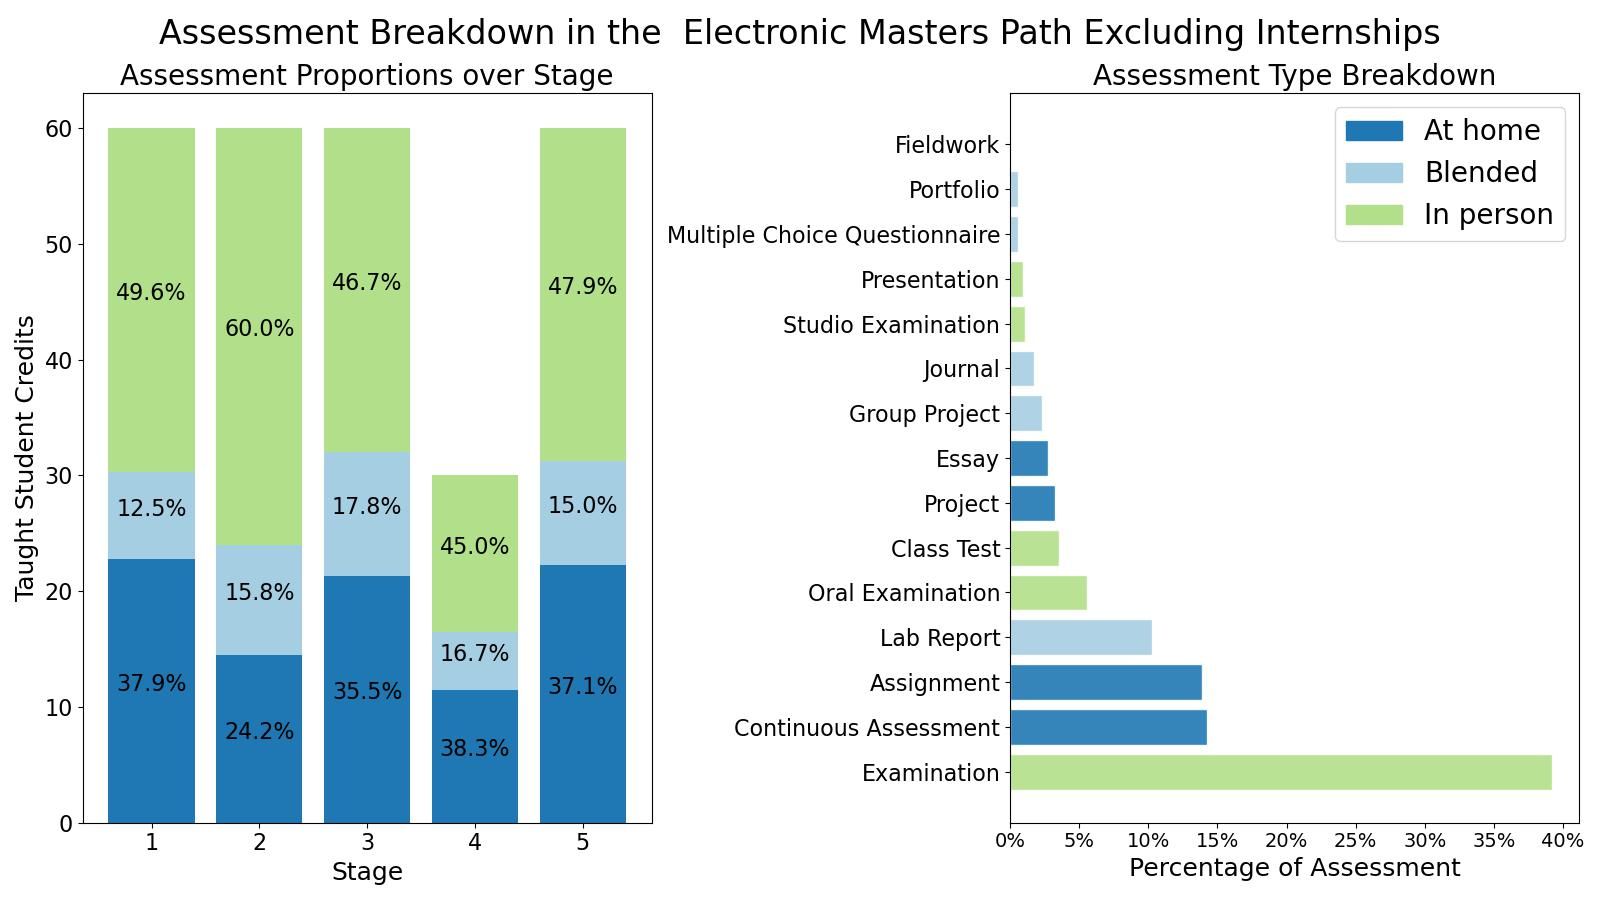 Assessment Breakdown in the  Electronic Masters Path Excluding Internships
Assessment Proportions over Stage
Taught Student Credits
60
50
40
30
20
10
0
49.6%
12.5%
37.9%
60.0%
15.8%
24.2%
46.7%
17.8%
35.5%
45.0%
16.7%
38.3%
47.9%
15.0%
37.1%
1 2 3 4 5
Stage
Assessment Type Breakdown
At home
Blended
In person
Fieldwork
Portfolio
Multiple Choice Questionnaire
Presentation
Studio Examination
Journal
Group Project
Essay
Project
Class Test
Oral Examination
Lab Report
Assignment
Continuous Assessment
Examination
0% 5% 10% 15% 20% 25% 30% 35% 40%
Percentage of Assessment